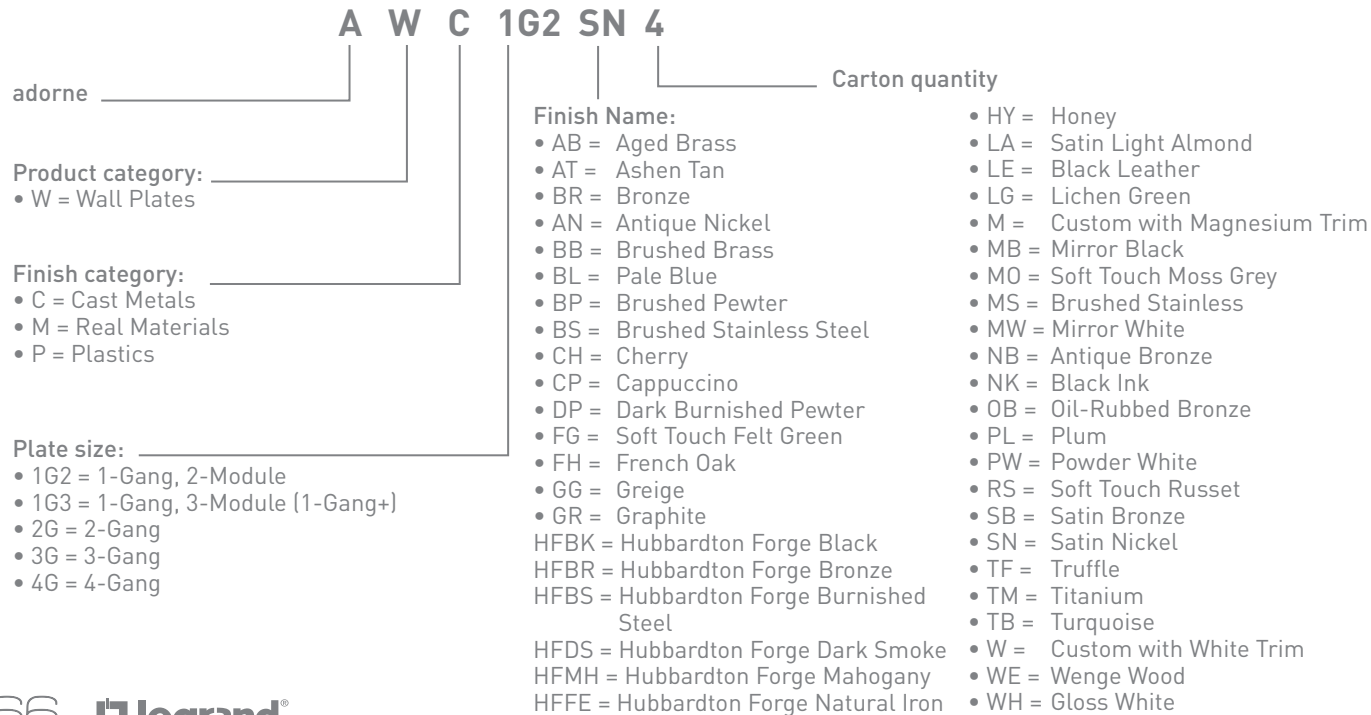 A W C 1G2 SN 4
adorne
Product category:
• W = Wall Plates
Finish category:
• C = Cast Metals
• M = Real Materials
• P = Plastics
Plate size:
• 1G2 = 1-Gang, 2-Module
• 1G3 = 1-Gang, 3-Module (1-Gang+)
• 2G = 2-Gang
• 3G = 3-Gang
• 4G = 4-Gang
Carton quantity
Finish Name:
• AB = Aged Brass
• AT = Ashen Tan
• BR = Bronze
• AN = Antique Nickel
• BB = Brushed Brass
• BL = Pale Blue
• BP = Brushed Pewter
• BS = Brushed Stainless Steel
• CH = Cherry
• CP = Cappuccino
• DP = Dark Burnished Pewter
• FG = Soft Touch Felt Green
• FH = French Oak
• GG = Greige
• GR = Graphite
HFBK = Hubbardton Forge Black
HFBR = Hubbardton Forge Bronze
HFBS = Hubbardton Forge Burnished
Steel
HFDS = Hubbardton Forge Dark Smoke
HFMH = Hubbardton Forge Mahogany
HFFE = Hubbardton Forge Natural Iron
• HY = Honey
• LA = Satin Light Almond
• LE = Black Leather
• LG = Lichen Green
• M = Custom with Magnesium Trim
• MB = Mirror Black
• MO = Soft Touch Moss Grey
• MS = Brushed Stainless
• MW = Mirror White
• NB = Antique Bronze
• NK = Black Ink
• OB = Oil-Rubbed Bronze
• PL = Plum
• PW = Powder White
• RS = Soft Touch Russet
• SB = Satin Bronze
• SN = Satin Nickel
• TF = Truffle
• TM = Titanium
• TB = Turquoise
• W = Custom with White Trim
• WE = Wenge Wood
• WH = Gloss White
legrand®